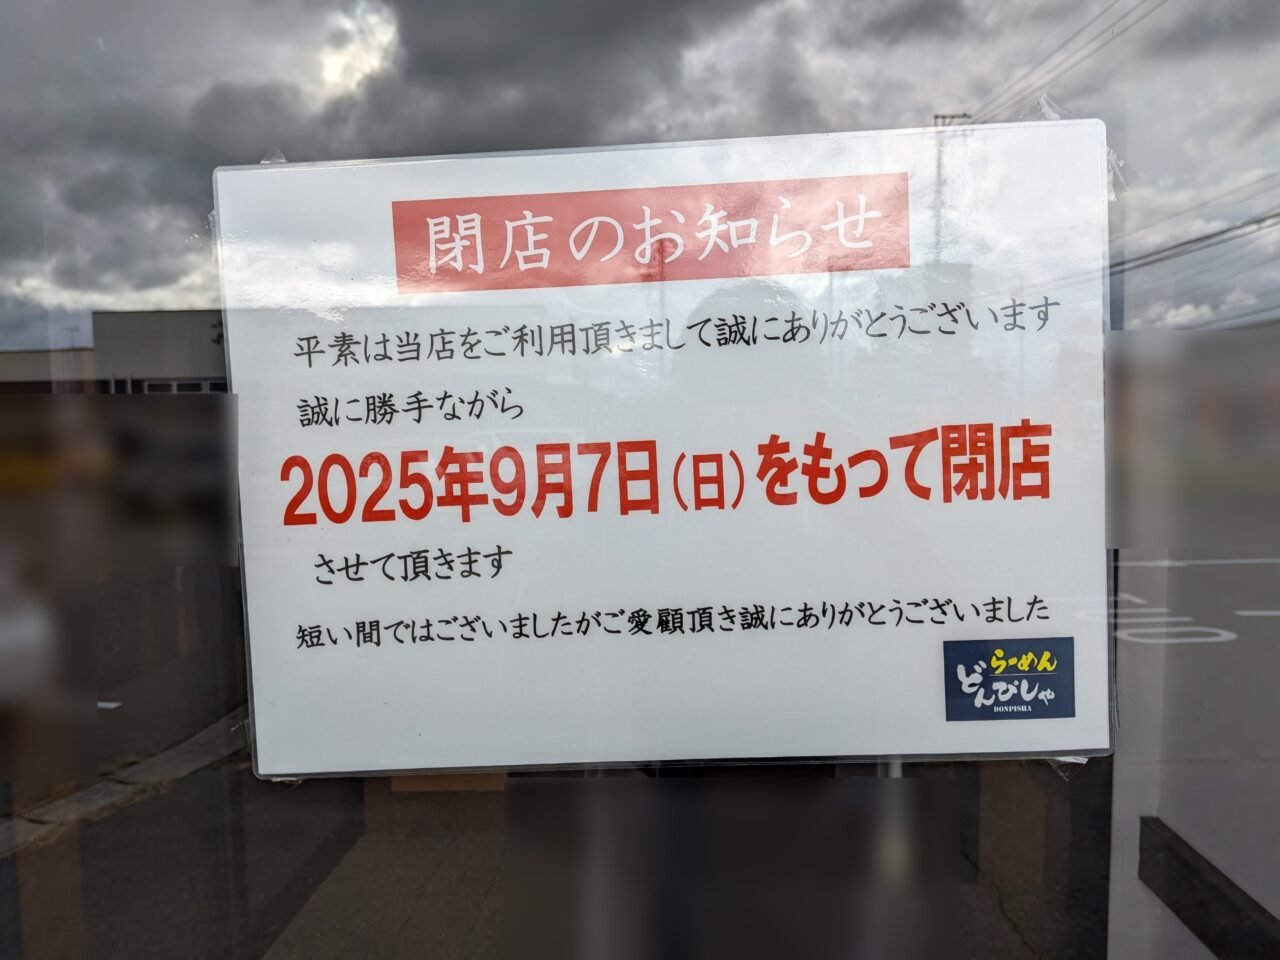 閉店のお知らせ
平素は当店をご利用頂きまして誠にありがとうございます
誠に勝手ながら
2025年9月7日(日)をもって閉店
させて頂きます
短い間ではございましたがご愛顧頂き誠にありがとうございました
らーめん
どんぴしゃ
DONPISHA